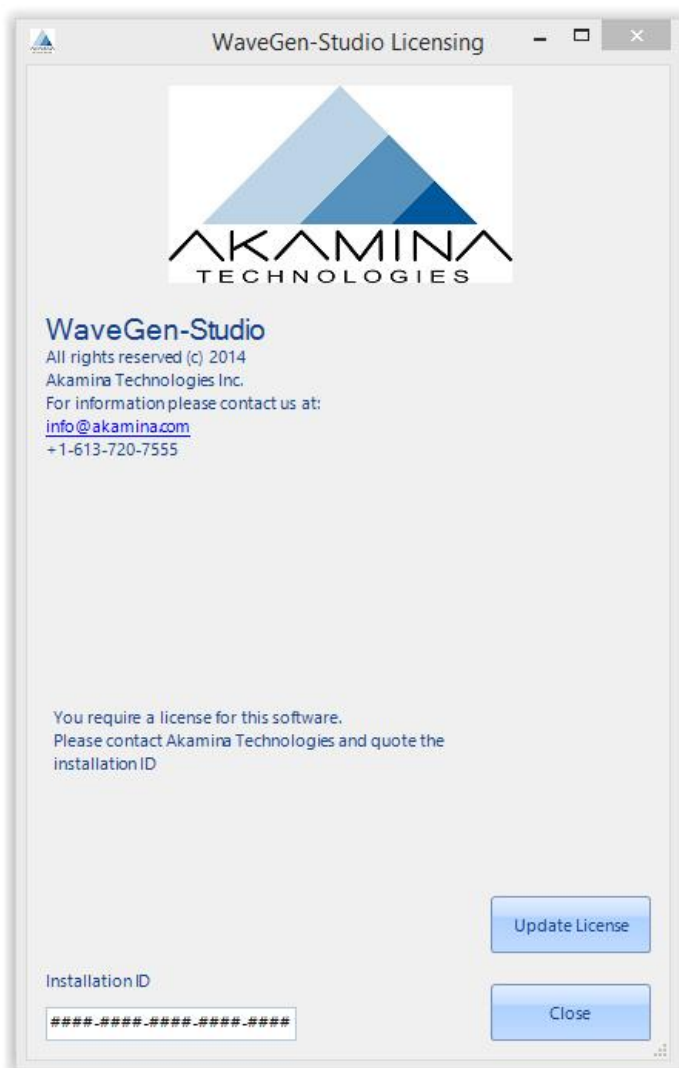 WaveGen-Studio Licensing
AKAMINA
TECHNOLOGIES
WaveGen-Studio
All rights reserved (c) 2014
Akamina Technologies Inc.
For information please contact us at:
info@akamina.com
+1-613-720-7555
You require a license for this software.
Please contact Akamina Technologies and quote the
installation ID
Update License
Installation ID
####-####-####-####-####
Close